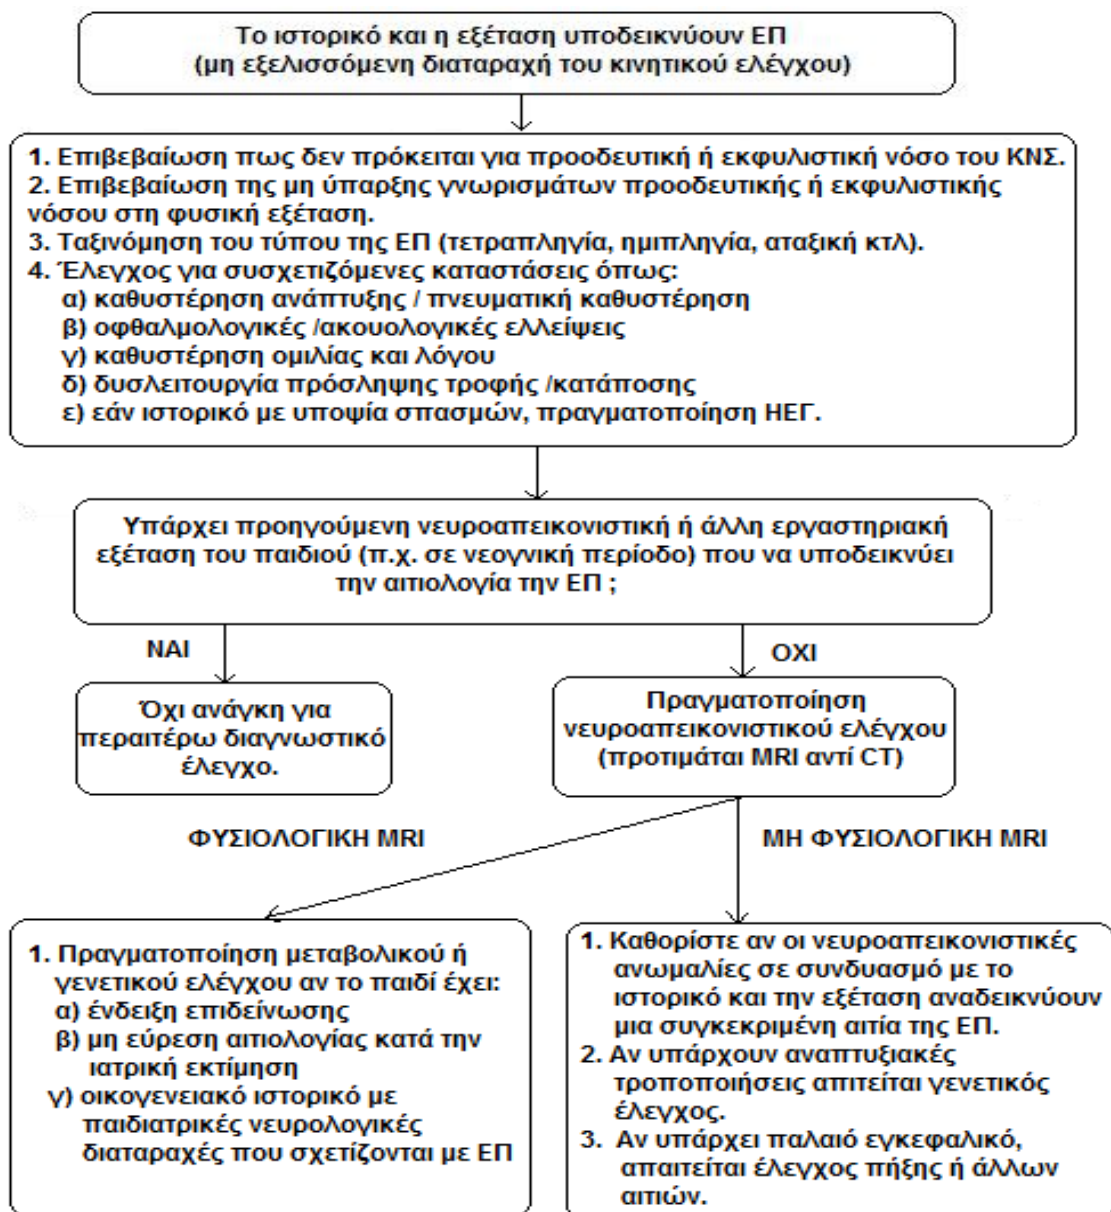 Το ιστορικό και η εξέταση υποδεικνύουν ΕΠ
(μη εξελισσόμενη διαταραχή του κινητικού ελέγχου)
1. Επιβεβαίωση πως δεν πρόκειται για προοδευτική ή εκφυλιστική νόσο του ΚΝΣ.
2. Επιβεβαίωση της μη ύπαρξης γνωρισμάτων προοδευτικής ή εκφυλιστικής
νόσου στη φυσική εξέταση.
3. Ταξινόμηση του τύπου της ΕΠ (τετραπληγία, ημιπληγία, αταξική κτλ).
4. Έλεγχος για συσχετιζόμενες καταστάσεις όπως:
α) καθυστέρηση ανάπτυξης / πνευματική καθυστέρηση
β) οφθαλμολογικές /ακουολογικές ελλείψεις
γ) καθυστέρηση ομιλίας και λόγου
δ) δυσλειτουργία πρόσληψης τροφής /κατάποσης
ε) εάν ιστορικό με υποψία σπασμών, πραγματοποίηση ΗΕΓ.
Υπάρχει προηγούμενη νευροαπεικονιστική ή άλλη εργαστηριακή
εξέταση του παιδιού (π.χ. σε νεογνική περίοδο) που να υποδεικνύει
την αιτιολογία την ΕΠ ;
ΝΑΙ
ΟΧΙ
Όχι ανάγκη για
περαιτέρω διαγνωστικό
έλεγχο.
Πραγματοποίηση
νευροαπεικονιστικού ελέγχου
(προτιμάται MRI αντί CT)
ΦΥΣΙΟΛΟΓΙΚΗ MRI
ΜΗ ΦΥΣΙΟΛΟΓΙΚΗ MRI
1. Πραγματοποίηση μεταβολικού ή
γενετικού ελέγχου αν το παιδί έχει:
α) ένδειξη επιδείνωσης
β) μη εύρεση αιτιολογίας κατά την
ιατρική εκτίμηση
γ) οικογενειακό ιστορικό με
παιδιατρικές νευρολογικές
διαταραχές που σχετίζονται με ΕΠ
1. Καθορίστε αν οι νευροαπεικονιστικές
ανωμαλίες σε συνδυασμό με το
ιστορικό και την εξέταση αναδεικνύουν
μια συγκεκριμένη αιτία της ΕΠ.
2. Αν υπάρχουν αναπτυξιακές
τροποποιήσεις απιτείται γενετικός
έλεγχος.
3. Αν υπάρχει παλαιό εγκεφαλικό,
απαιτείται έλεγχος πήξης ή άλλων
αιτιών.